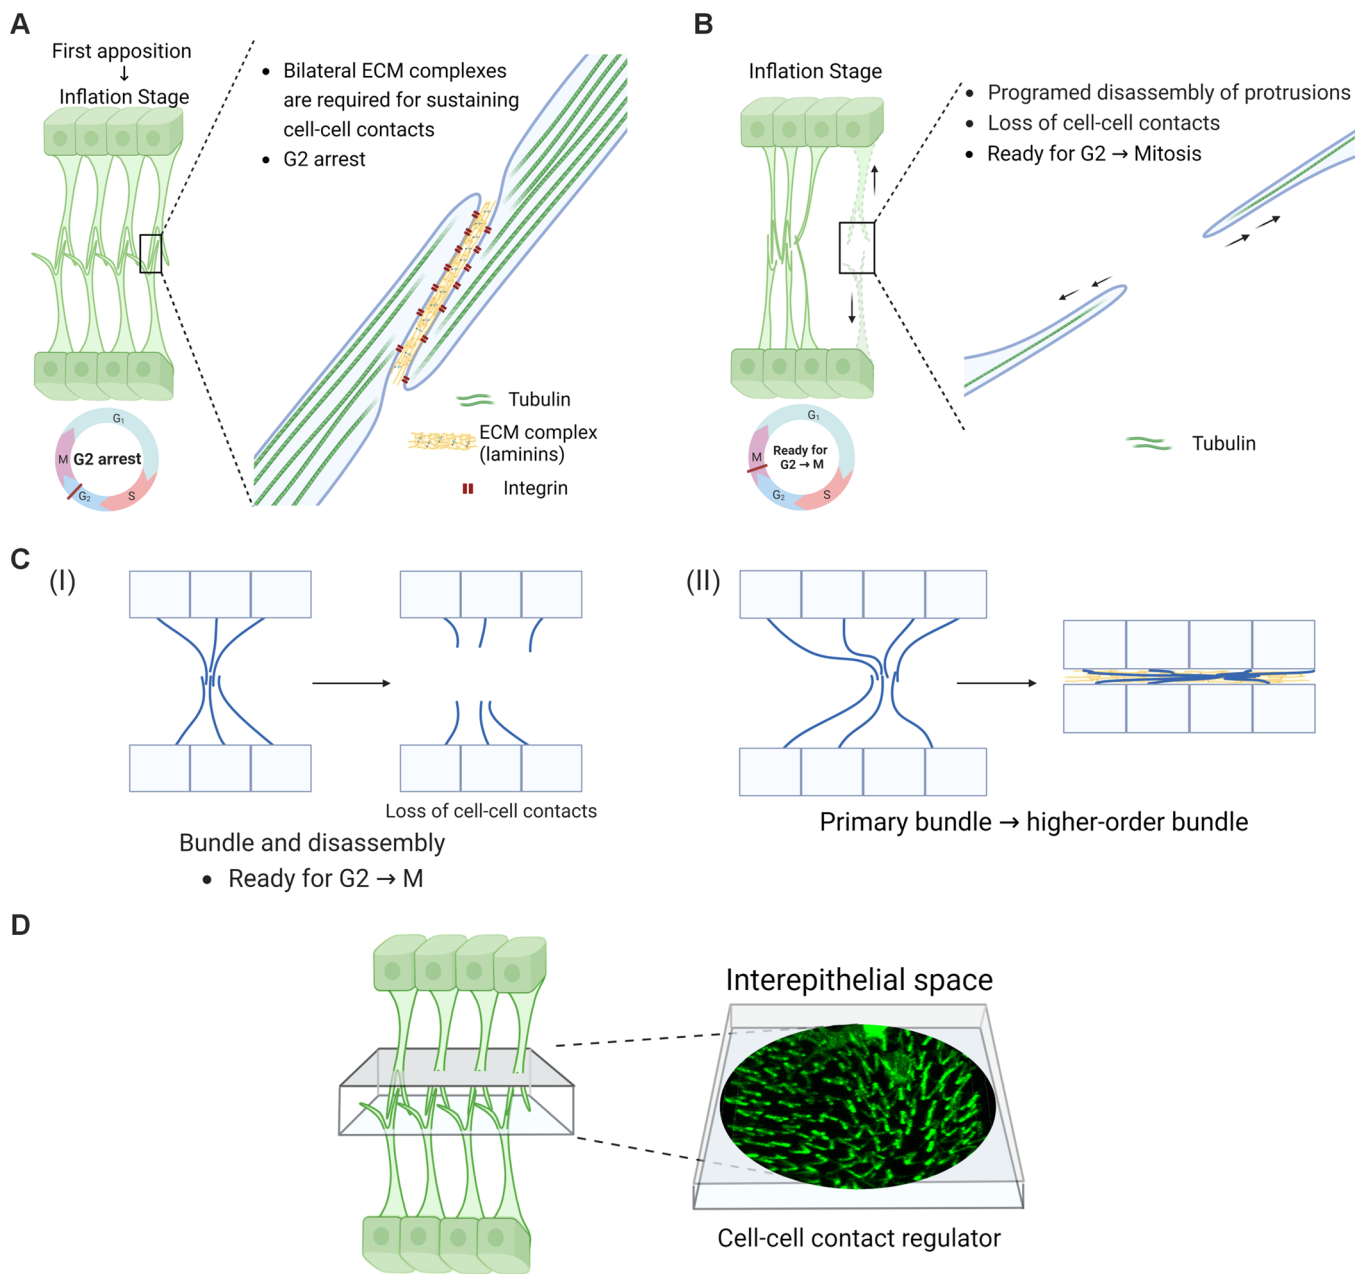 A
First apposition
↓
Inflation Stage
• Bilateral ECM complexes
are required for sustaining
cell-cell contacts
• G2 arrest
Tubulin
ECM complex
(laminins)
Integrin
G1
M
G2 arrest
G2
S
B
Inflation Stage
• Programed disassembly of protrusions
• Loss of cell-cell contacts
• Ready for G2 → Mitosis
Tubulin
G1
M
Ready for
G2 → M
G2
S
C
(I)
Loss of cell-cell contacts
Bundle and disassembly
• Ready for G2 → M
(II)
Primary bundle → higher-order bundle
D
Interepithelial space
Cell-cell contact regulator